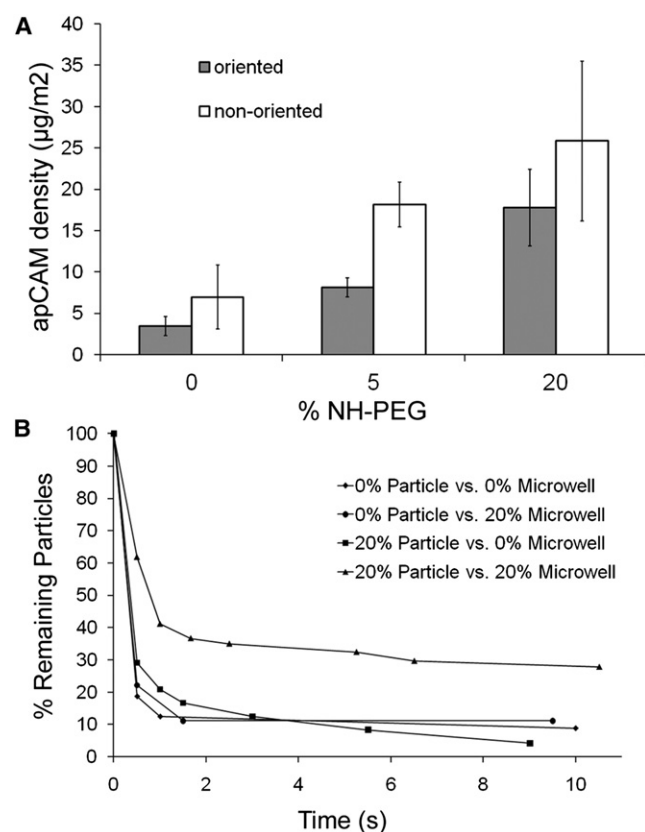 A
apCAM density (µg/m2)
40
35
30
25
20
15
10
5
0
oriented
non-oriented
0 5 20
% NH-PEG
B
% Remaining Particles
100
90
80
70
60
50
40
30
20
10
0
0% Particle vs. 0% Microwell
0% Particle vs. 20% Microwell
20% Particle vs. 0% Microwell
20% Particle vs. 20% Microwell
0 2 4 6 8 10
Time (s)